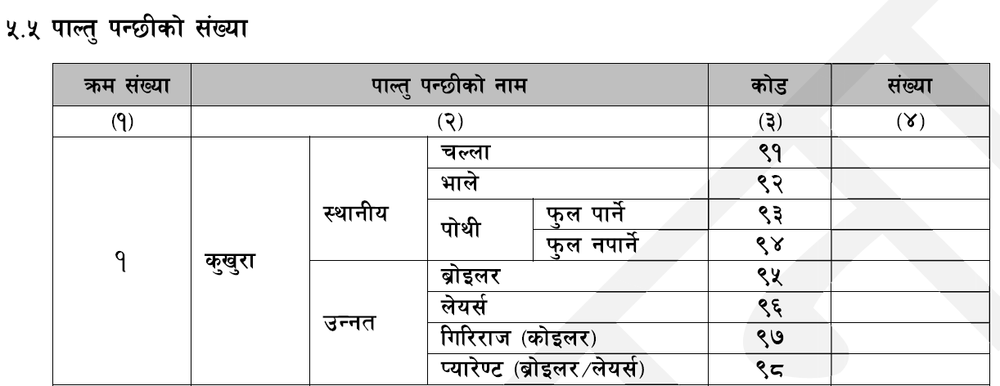 ५.५ पाल्तु पन्छीको संख्या
क्रम संख्या पाल्तु पन्छीको नाम कोड संख्या
(१) (२) (३) (४)
१ कुखुरा स्थानीय चल्ला ९१
भाले ९२
पोथी फुल पार्ने ९३
फुल नपार्ने ९४
उन्नत ब्रोइलर ९५
लेयर्स ९६
गिरिराज (कोइलर) ९७
प्यारेण्ट (ब्रोइलर/लेयर्स) ९८